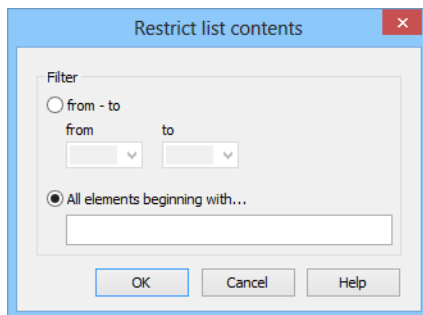 Restrict list contents
Filter
from - to
from to
All elements beginning with...
OK Cancel Help